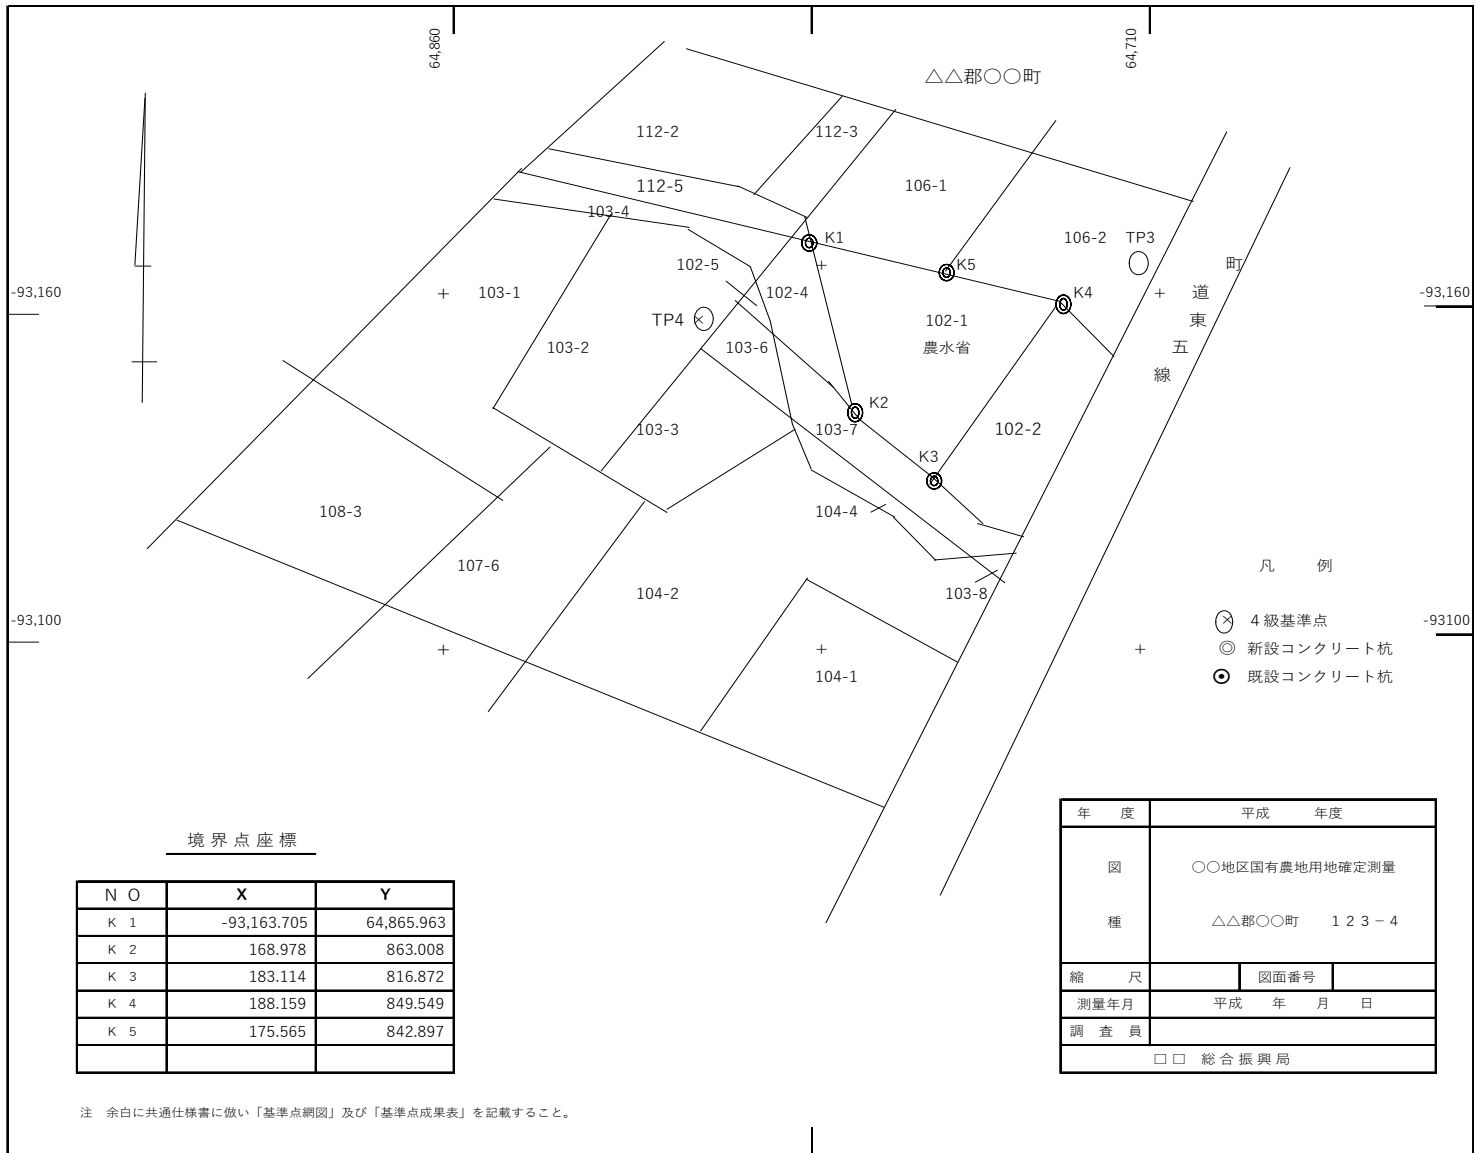 64,860
64,710
△△郡○○町
112-2
112-3
112-5
106-1
103-4
K1
106-2
TP3
102-5
K5
町
道
東
五
線
-93,160
103-1
102-4
K4
-93,160
TP4
102-1
103-2
103-6
農水省
K2
103-3
103-7
102-2
K3
108-3
104-4
107-6
凡 例
104-2
103-8
-93,100
４級基準点
-93100
◎ 新設コンクリート杭
104-1
既設コンクリート杭
境界点座標
ＮＯ X Y
Ｋ １ -93,163.705 64,865.963
Ｋ ２ 168.978 863.008
Ｋ ３ 183.114 816.872
Ｋ ４ 188.159 849.549
Ｋ ５ 175.565 842.897
年 度 平成 年度
図 ○○地区国有農地用地確定測量
種 △△郡○○町 １２３－４
縮 尺 図面番号
測量年月 平成 年 月 日
調 査 員
□□ 総合振興局
注 余白に共通仕様書に倣い「基準点網図」及び「基準点成果表」を記載すること。